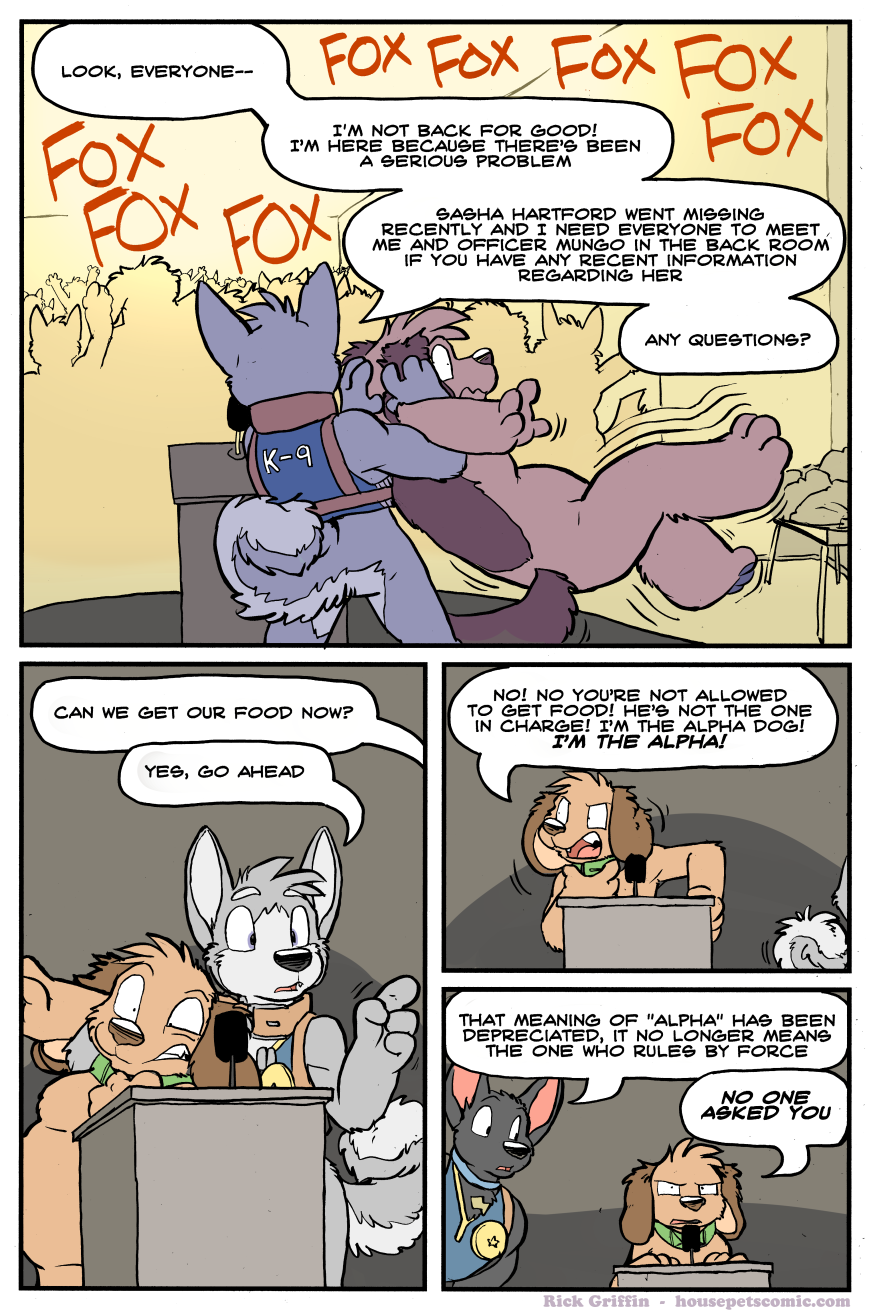 FOX FOX FOX FOX
FOX
FOX
FOX FOX
LOOK, EVERYONE--
I'M NOT BACK FOR GOOD!
I'M HERE BECAUSE THERE'S BEEN
A SERIOUS PROBLEM
SASHA HARTFORD WENT MISSING
RECENTLY AND I NEED EVERYONE TO MEET
ME AND OFFICER MUNGO IN THE BACK ROOM
IF YOU HAVE ANY RECENT INFORMATION
REGARDING HER
ANY QUESTIONS?
K-9
CAN WE GET OUR FOOD NOW?
YES, GO AHEAD
NO! NO YOU'RE NOT ALLOWED
TO GET FOOD! HE'S NOT THE ONE
IN CHARGE! I'M THE ALPHA DOG!
I'M THE ALPHA!
THAT MEANING OF "ALPHA" HAS BEEN
DEPRECIATED, IT NO LONGER MEANS
THE ONE WHO RULES BY FORCE
NO ONE
ASKED YOU
Rick Griffin - housepetscomic.com